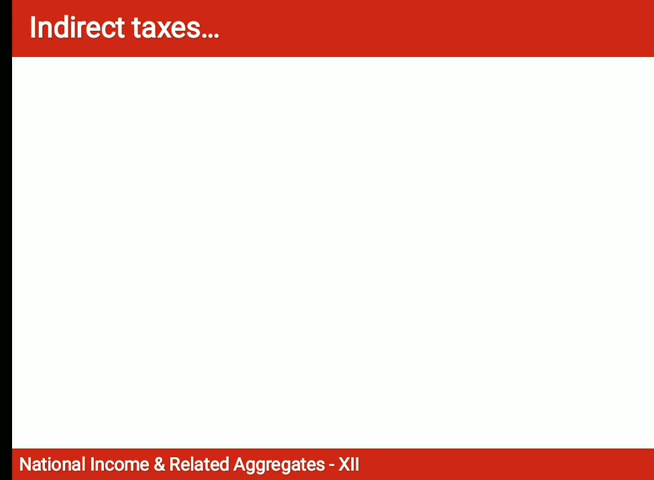 Indirect taxes...
National Income & Related Aggregates - XII